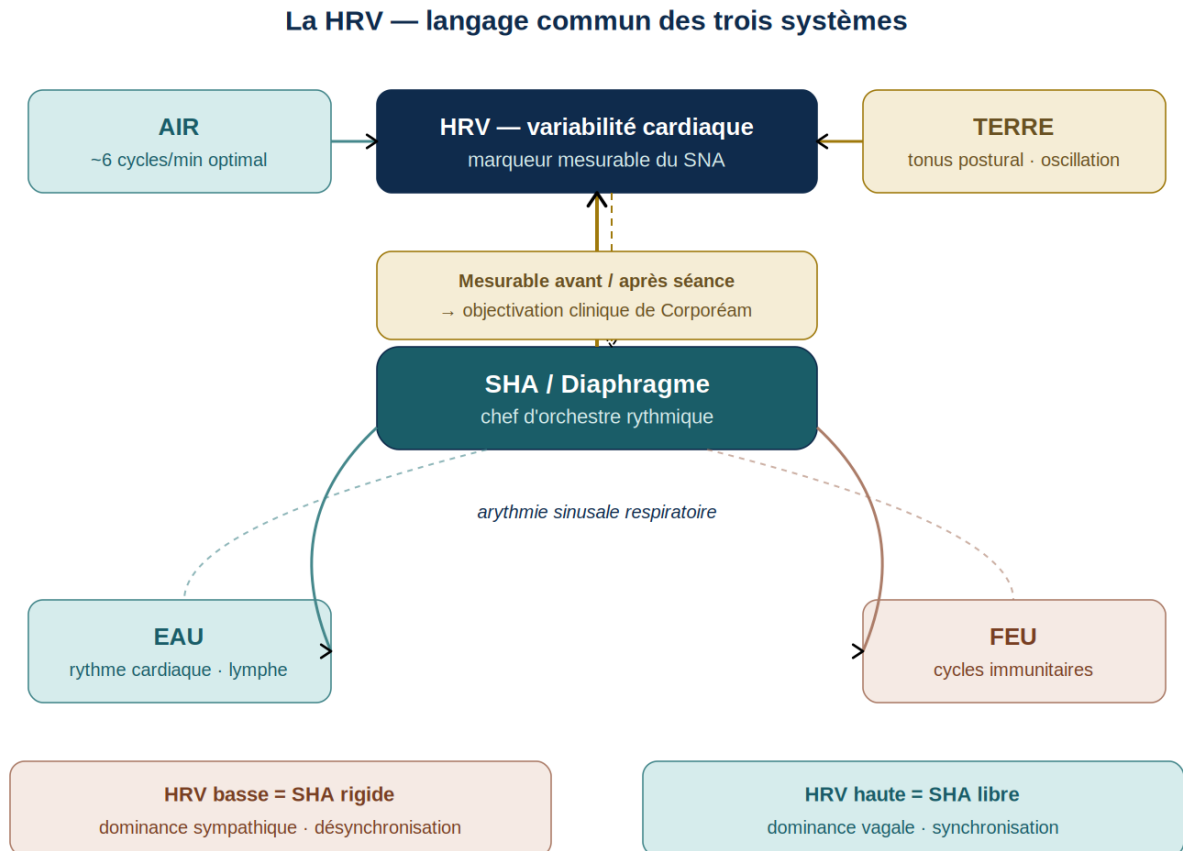 La HRV — langage commun des trois systèmes
AIR
~6 cycles/min optimal
HRV — variabilité cardiaque
marqueur mesurable du SNA
TERRE
tonus postural · oscillation
Mesurable avant / après séance
→ objectivation clinique de Corporéam
SHA / Diaphragme
chef d'orchestre rythmique
arythmie sinusale respiratoire
EAU
rythme cardiaque · lymphe
FEU
cycles immunitaires
HRV basse = SHA rigide
dominance sympathique · désynchronisation
HRV haute = SHA libre
dominance vagale · synchronisation